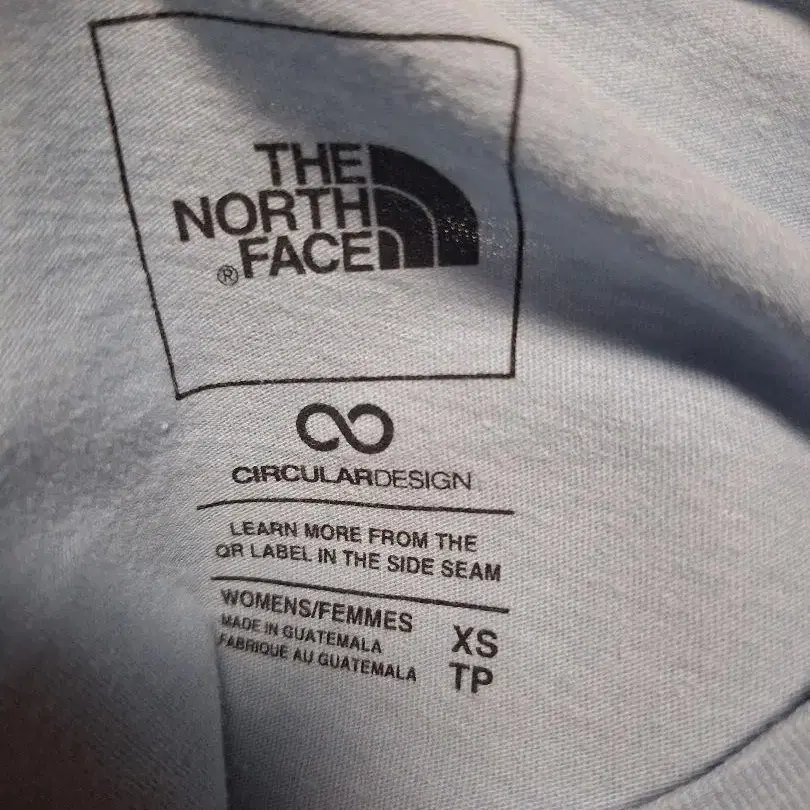 THE
NORTH
®FACE
CIRCULARDESIGN
LEARN MORE FROM THE
QR LABEL IN THE SIDE SEAM
WOMENS/FEMMES
MADE IN GUATEMALA
FABRIQUÉ AU GUATEMALA
XS
TP